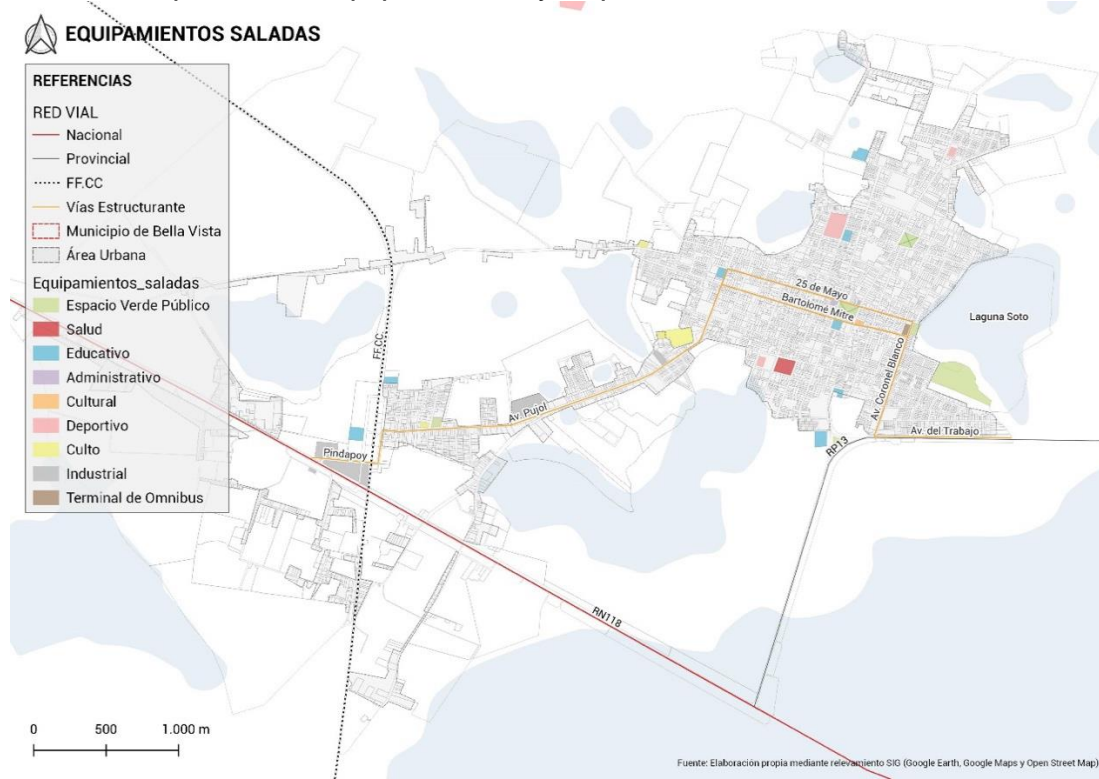 EQUIPAMIENTOS SALADAS
REFERENCIAS
RED VIAL
Nacional
Provincial
FF.CC
Vías Estructurante
Municipio de Bella Vista
Área Urbana
Equipamientos_saladas
Espacio Verde Público
Salud
Educativo
Administrativo
Cultural
Deportivo
Culto
Industrial
Terminal de Omnibus
25 de Mayo
Bartolomé Mitre
Laguna Soto
Av. Coronel Blanco
FF.CC
Av. Pujol
Av. del Trabajo
RP13
Pindapoy
RN118
0 500 1.000 m
Fuente: Elaboración propia mediante relevamiento SIG (Google Earth, Google Maps y Open Street Map)